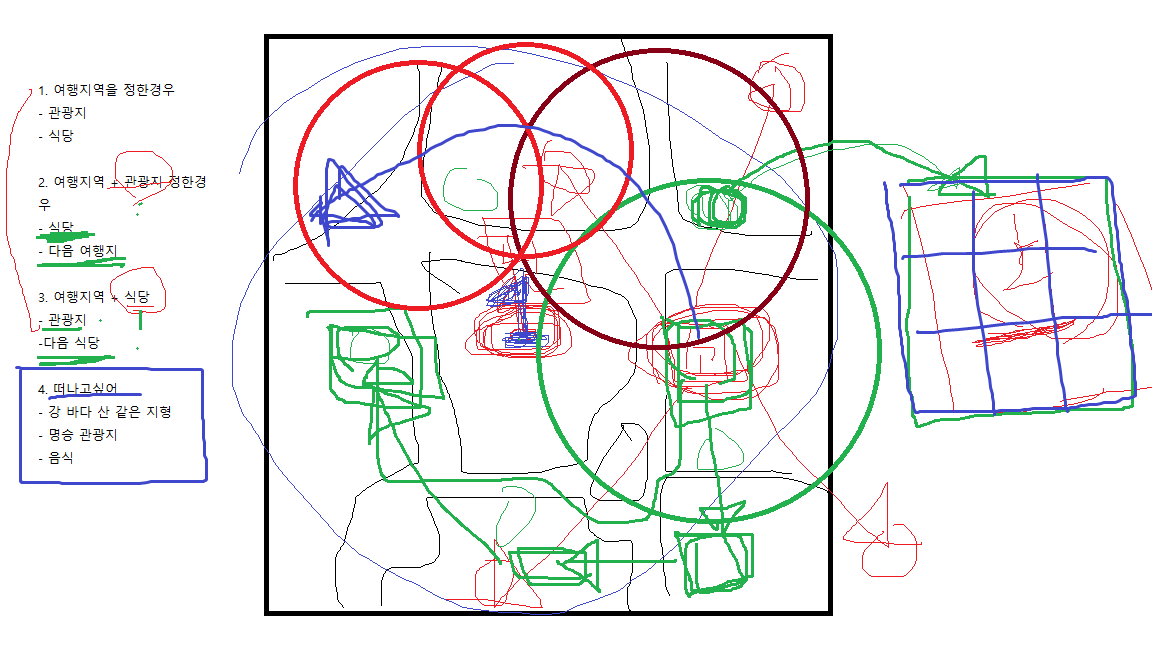 1. 여행지역을 정한경우
- 관광지
- 식당
2. 여행지역 + 관광지 정한경
우
- 식당
- 다음 여행지
3. 여행지역 + 식당
- 관광지
-다음 식당
4. 떠나고싶어
- 강 바다 산 같은 지형
- 명승 관광지
- 음식